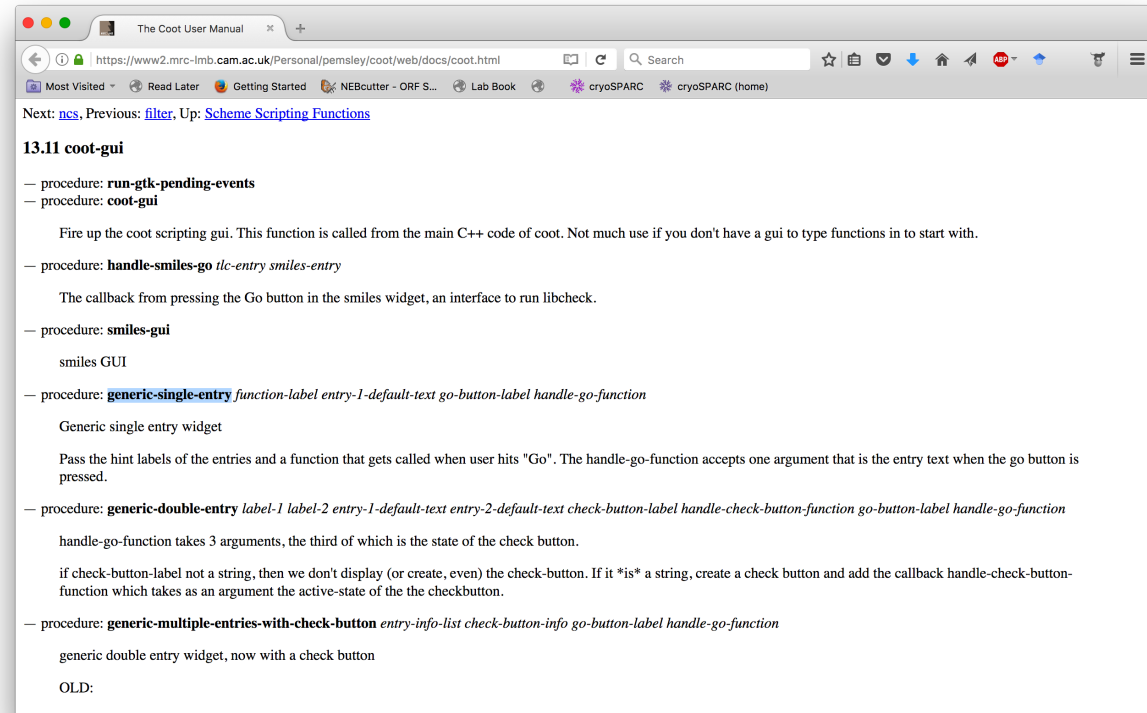 The Coot User Manual
https://www2.mrc-lmb.cam.ac.uk/Personal/pemsley/coot/web/docs/coot.html
Search
ABP
Most Visited
Read Later
Getting Started
NEBcutter - ORF S...
Lab Book
cryoSPARC
cryoSPARC (home)
Next: ncs, Previous: filter, Up: Scheme Scripting Functions
13.11 coot-gui
— procedure: run-gtk-pending-events
— procedure: coot-gui
Fire up the coot scripting gui. This function is called from the main C++ code of coot. Not much use if you don't have a gui to type functions in to start with.
— procedure: handle-smiles-go tlc-entry smiles-entry
The callback from pressing the Go button in the smiles widget, an interface to run libcheck.
— procedure: smiles-gui
smiles GUI
— procedure: generic-single-entry function-label entry-1-default-text go-button-label handle-go-function
Generic single entry widget
Pass the hint labels of the entries and a function that gets called when user hits "Go". The handle-go-function accepts one argument that is the entry text when the go button is
pressed.
— procedure: generic-double-entry label-1 label-2 entry-1-default-text entry-2-default-text check-button-label handle-check-button-function go-button-label handle-go-function
handle-go-function takes 3 arguments, the third of which is the state of the check button.
if check-button-label not a string, then we don't display (or create, even) the check-button. If it *is* a string, create a check button and add the callback handle-check-button-
function which takes as an argument the active-state of the the checkbutton.
— procedure: generic-multiple-entries-with-check-button entry-info-list check-button-info go-button-label handle-go-function
generic double entry widget, now with a check button
OLD: